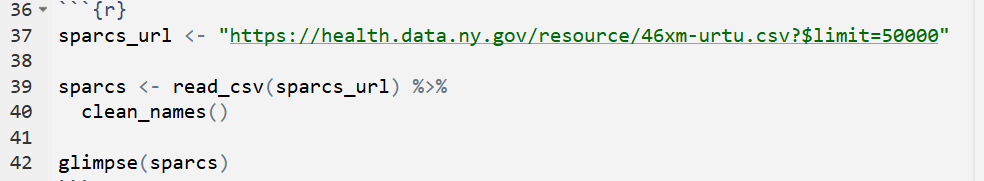 36 ```{r}
37 sparcs_url <- "https://health.data.ny.gov/resource/46xm-urtu.csv?$limit=50000"
38
39 sparcs <- read_csv(sparcs_url) %>%
40   clean_names()
41
42 glimpse(sparcs)
```